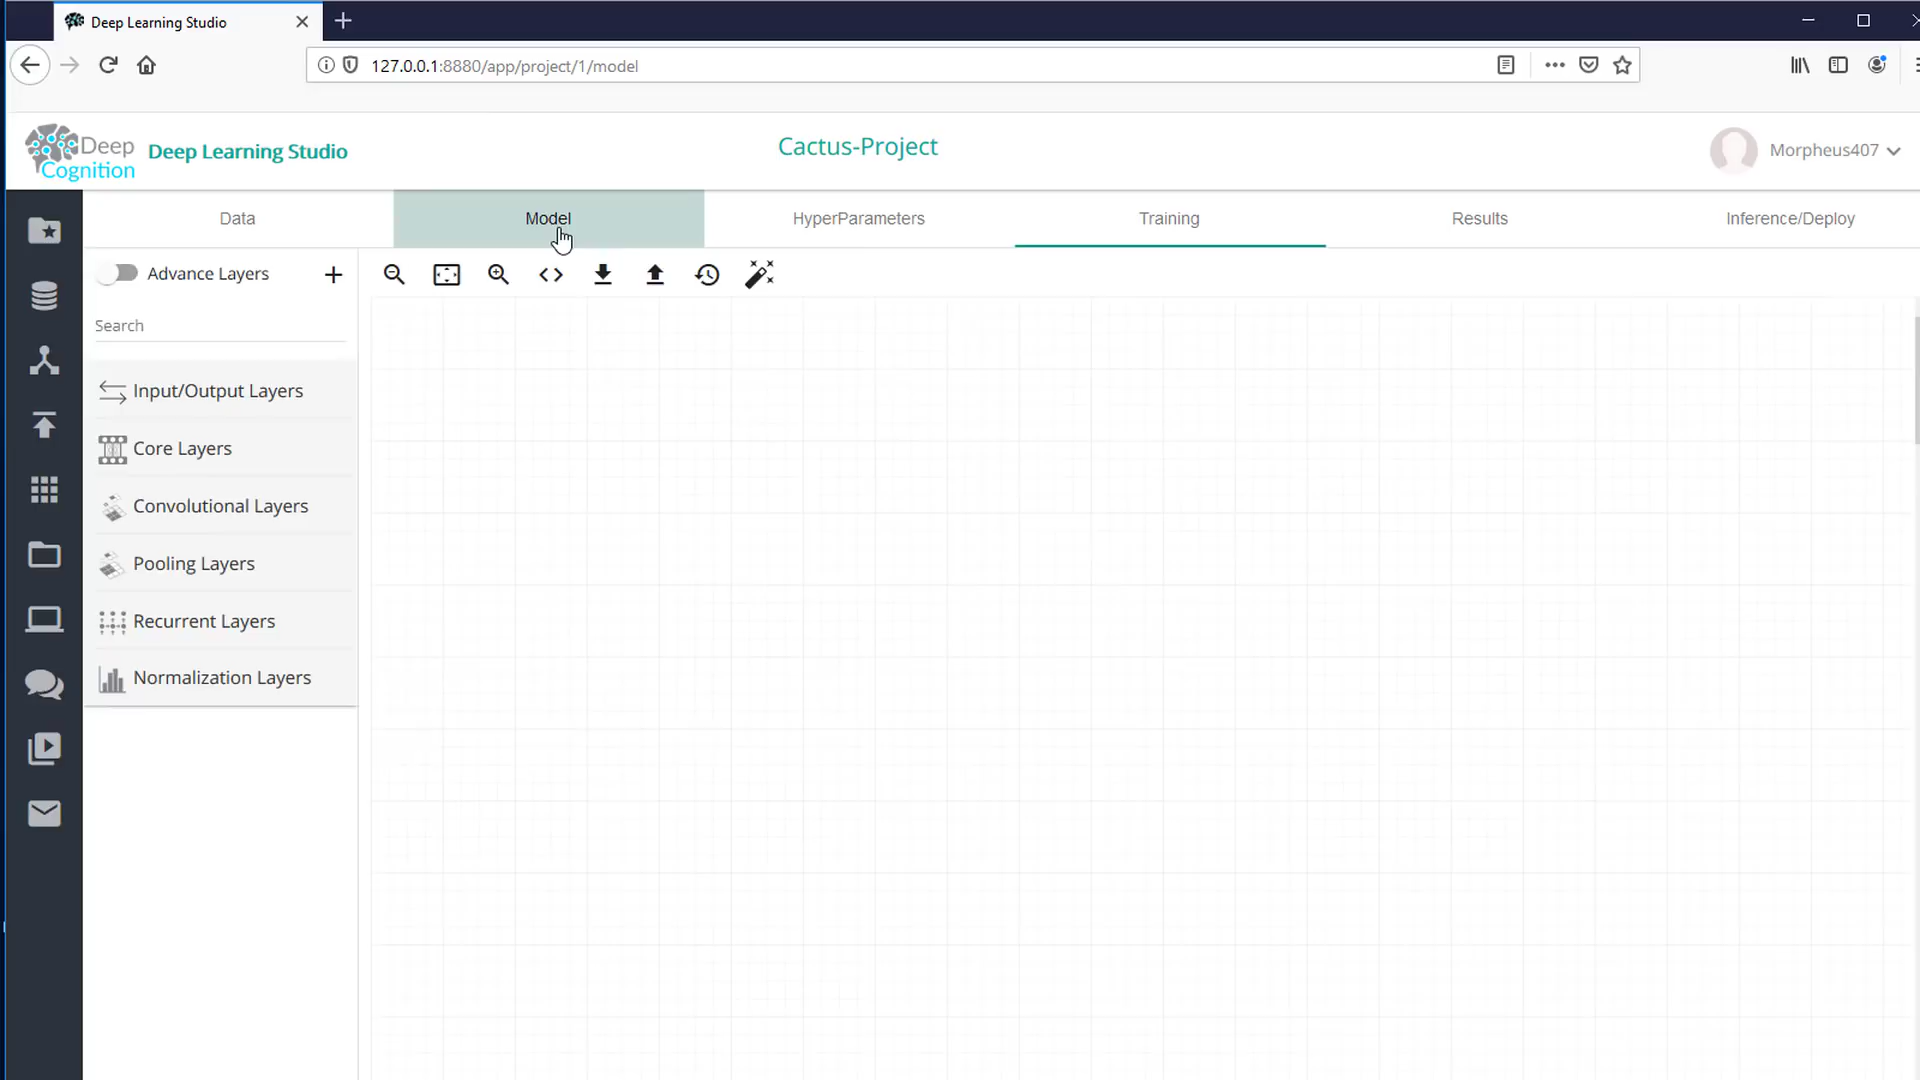 Deep Learning Studio
127.0.0.1:8880/app/project/1/model
Deep
Cognition
Deep Learning Studio
Cactus-Project
Morpheus407
Data
Model
HyperParameters
Training
Results
Inference/Deploy
Advance Layers
Search
Input/Output Layers
Core Layers
Convolutional Layers
Pooling Layers
Recurrent Layers
Normalization Layers